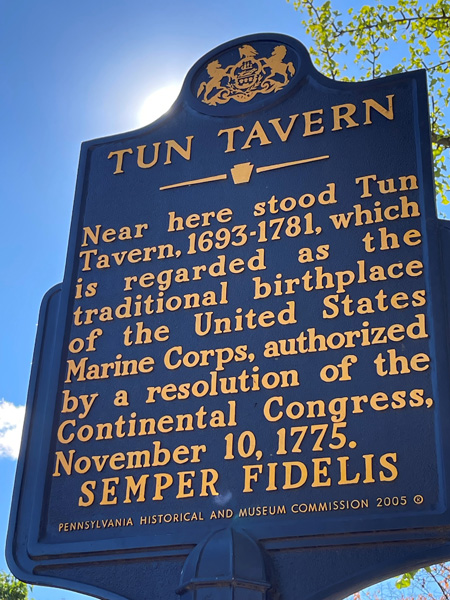 TUN TAVERN
Near here stood Tun
Tavern, 1693-1781, which
is regarded as the
traditional birthplace
of the United States
Marine Corps, authorized
by a resolution of the
Continental Congress,
November 10, 1775.
SEMPER FIDELIS
PENNSYLVANIA HISTORICAL AND MUSEUM COMMISSION 2005 ©